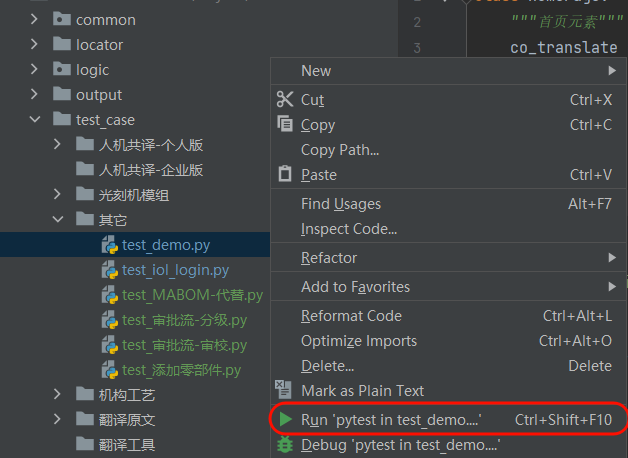 common
locator
logic
output
test_case
人机共译-个人版
人机共译-企业版
光刻机模组
其它
test_demo.py
test_iol_login.py
test_MABOM-代替.py
test_审批流-分级.py
test_审批流-审校.py
test_添加零部件.py
机构工艺
翻译原文
翻译工具
2 """首页元素"""
3 co_translate
New
Cut Ctrl+X
Copy Ctrl+C
Copy Path...
Paste Ctrl+V
Find Usages Alt+F7
Inspect Code...
Refactor
Add to Favorites
Reformat Code Ctrl+Alt+L
Optimize Imports Ctrl+Alt+O
Delete... Delete
Mark as Plain Text
Run 'pytest in test_demo....' Ctrl+Shift+F10
Debug 'pytest in test_demo....'